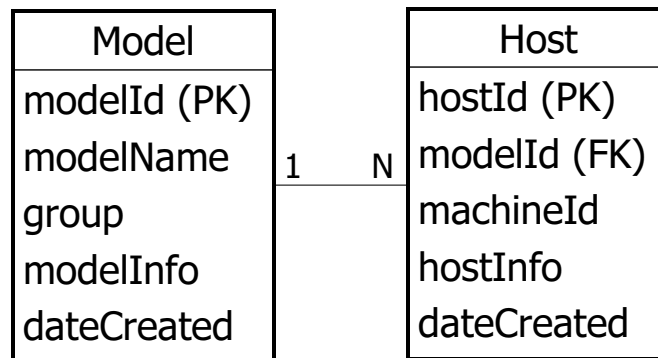 Model
modelId (PK)
modelName
group
modelInfo
dateCreated
1
N
Host
hostId (PK)
modelId (FK)
machineId
hostInfo
dateCreated